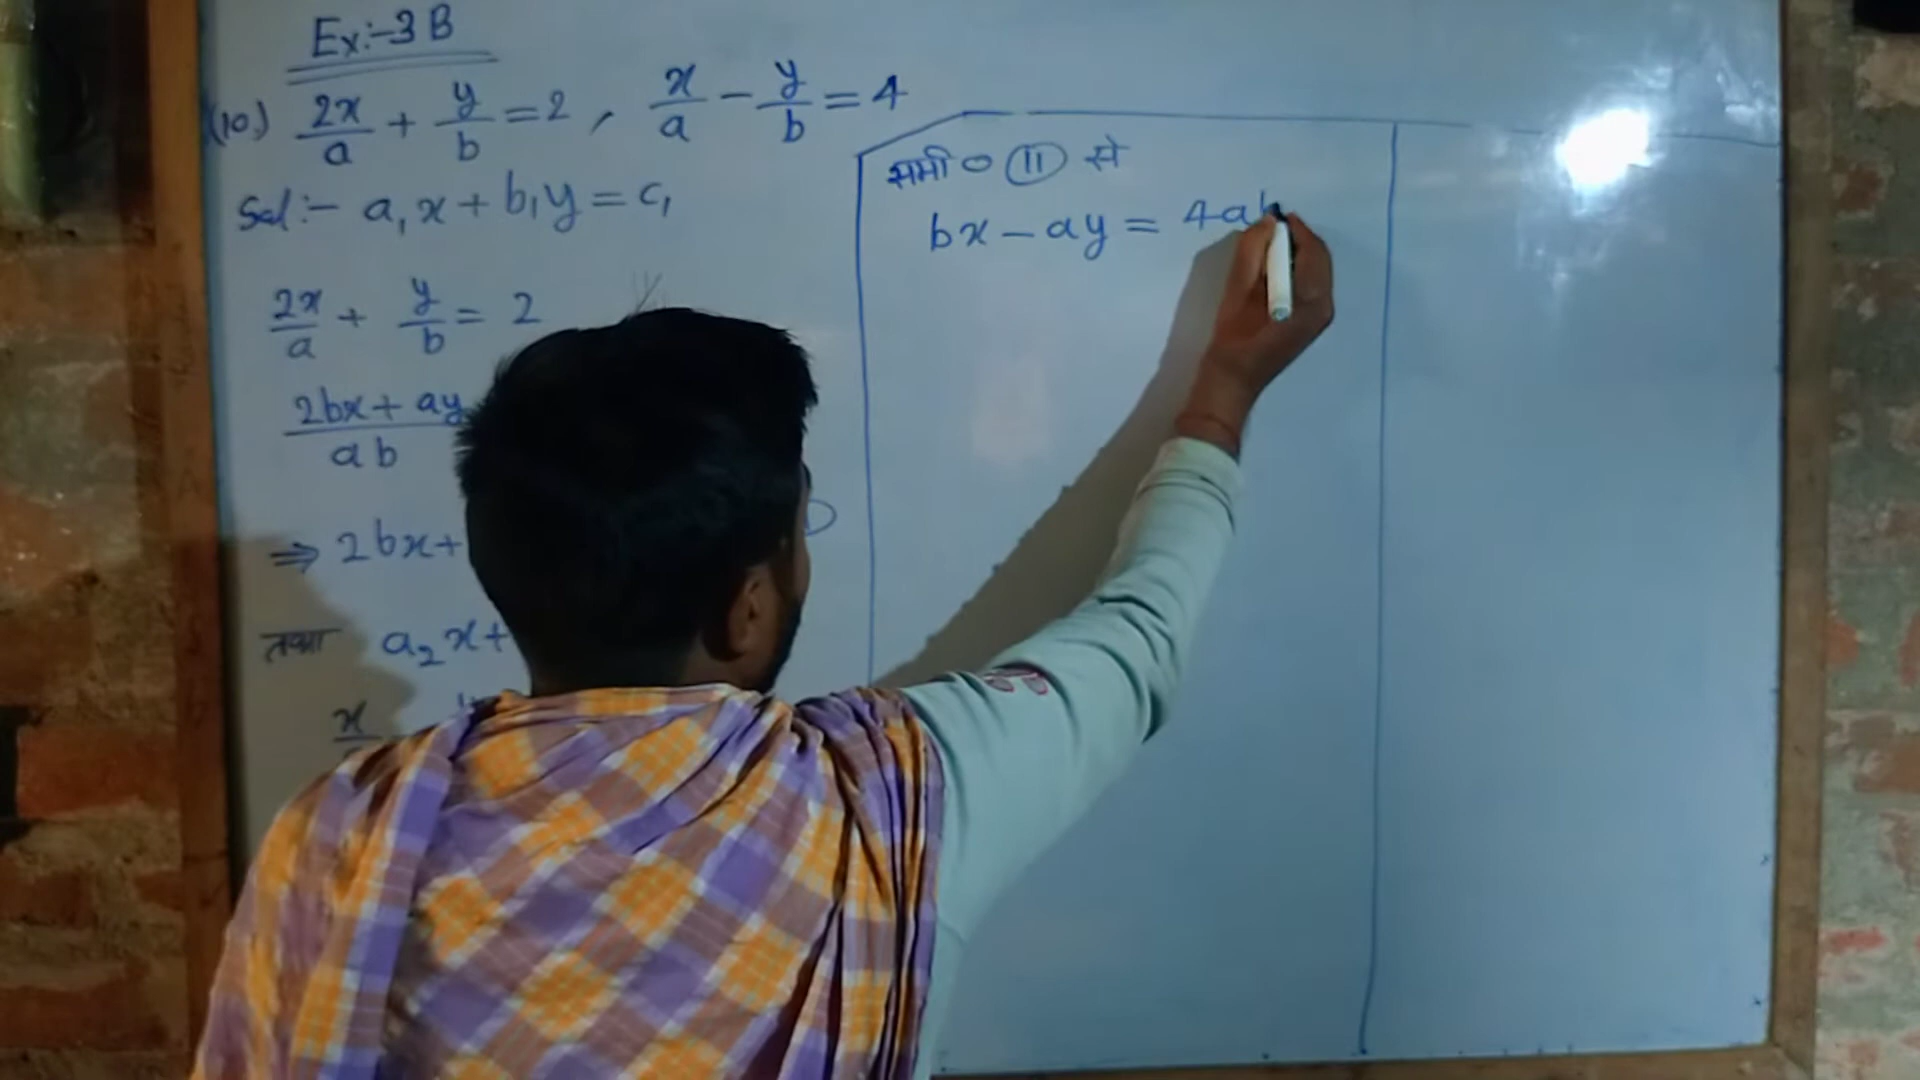 Ex:-3B
(10.) 2x/a + y/b = 2, x/a - y/b = 4
Sol:- a₁x + b₁y = c₁
2x/a + y/b = 2
2bx + ay
ab
⇒ 2bx+
तथा a₂x+
x
समी० (II) से
bx - ay = 4ab